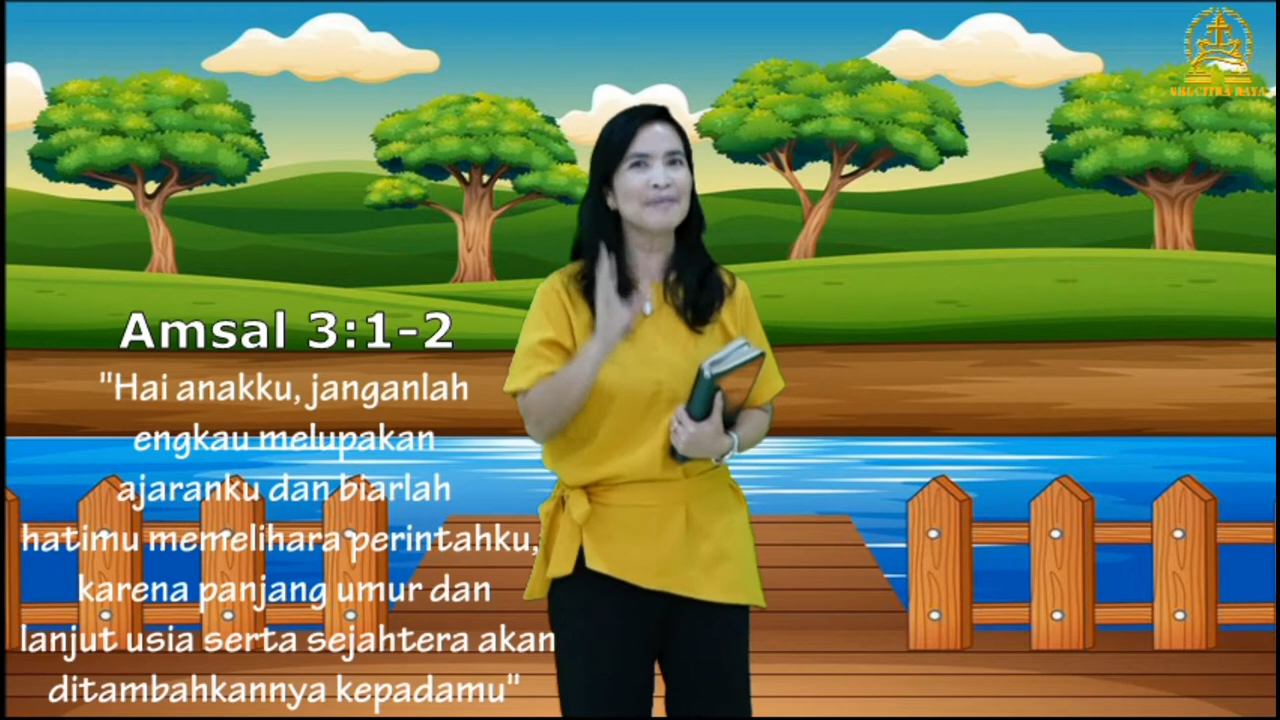 Amsal 3:1-2
"Hai anakku, janganlah
engkau melupakan
ajaranku dan biarlah
hatimu memelihara perintahku,
karena panjang umur dan
lanjut usia serta sejahtera akan
ditambahkannya kepadamu"